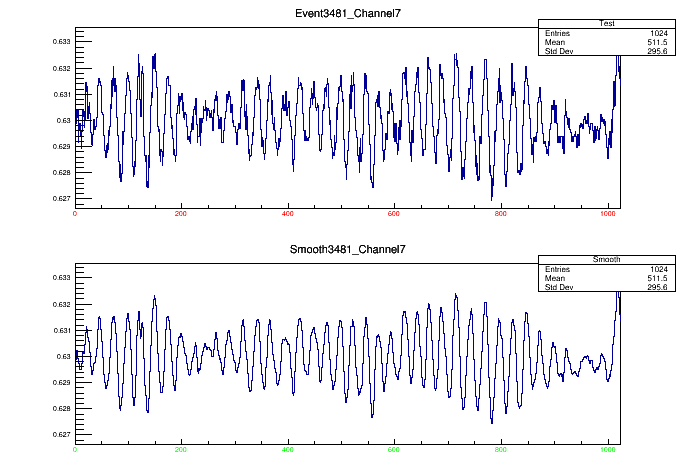 Event3481_Channel7
Test
Entries 1024
Mean 511.5
Std Dev 295.6
0.633
0.632
0.631
0.63
0.629
0.628
0.627
0 200 400 600 800 1000
Smooth3481_Channel7
Smooth
Entries 1024
Mean 511.5
Std Dev 295.6
0.633
0.632
0.631
0.63
0.629
0.628
0.627
0 200 400 600 800 1000